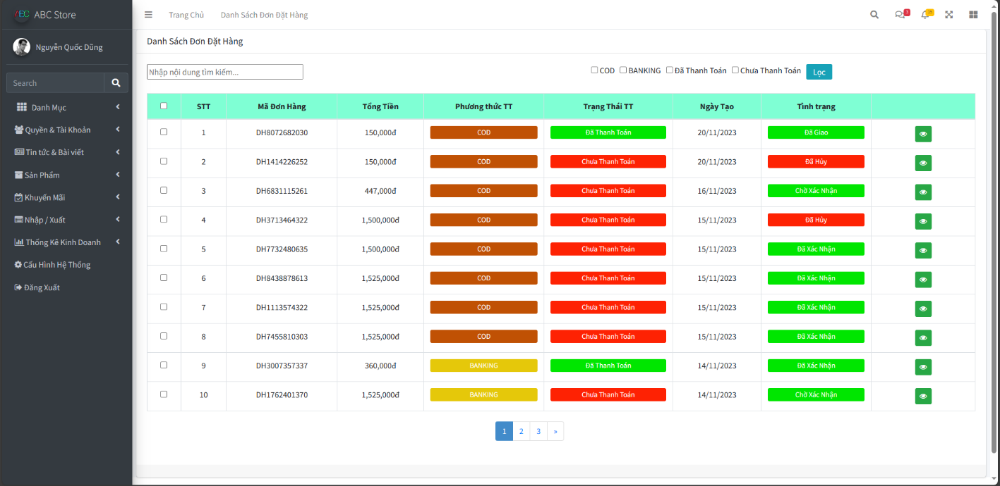 AEC ABC Store
Trang Chủ Danh Sách Đơn Đặt Hàng
3 15
Nguyễn Quốc Dũng
Search
Danh Mục
Quyền & Tài Khoản
Tin tức & Bài viết
Sản Phẩm
Khuyến Mãi
Nhập / Xuất
Thống Kê Kinh Doanh
Cấu Hình Hệ Thống
Đăng Xuất
Danh Sách Đơn Đặt Hàng
Nhập nội dung tìm kiếm...
COD BANKING Đã Thanh Toán Chưa Thanh Toán Lọc
STT Mã Đơn Hàng Tổng Tiền Phương thức TT Trạng Thái TT Ngày Tạo Tình trạng
1 DH8072682030 150,000đ COD Đã Thanh Toán 20/11/2023 Đã Giao
2 DH1414226252 150,000đ COD Chưa Thanh Toán 20/11/2023 Đã Hủy
3 DH6831115261 447,000đ COD Chưa Thanh Toán 16/11/2023 Chờ Xác Nhận
4 DH3713464322 1,500,000đ COD Chưa Thanh Toán 15/11/2023 Đã Hủy
5 DH7732480635 1,500,000đ COD Chưa Thanh Toán 15/11/2023 Đã Xác Nhận
6 DH8438878613 1,525,000đ COD Chưa Thanh Toán 15/11/2023 Đã Xác Nhận
7 DH1113574322 1,525,000đ COD Chưa Thanh Toán 15/11/2023 Đã Xác Nhận
8 DH7455810303 1,525,000đ COD Chưa Thanh Toán 15/11/2023 Đã Xác Nhận
9 DH3007357337 360,000đ BANKING Đã Thanh Toán 14/11/2023 Đã Xác Nhận
10 DH1762401370 1,525,000đ BANKING Chưa Thanh Toán 14/11/2023 Chờ Xác Nhận
1 2 3 »